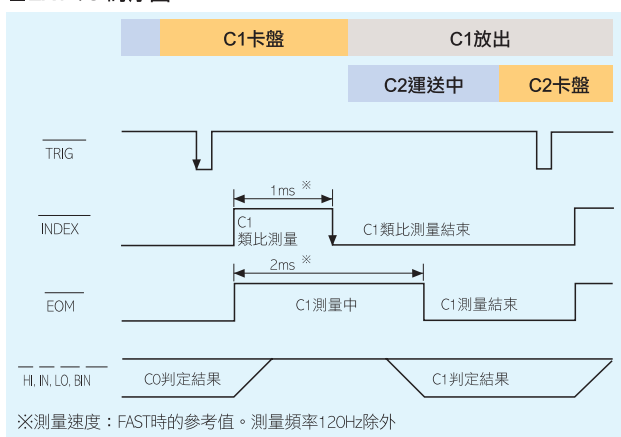 C1卡盤 C1放出
C2運送中 C2卡盤
TRIG
1ms ※
INDEX
C1
類比測量
C1類比測量結束
2ms ※
EOM
C1測量中 C1測量結束
HI, IN, LO, BIN
C0判定結果 C1判定結果
※測量速度：FAST時的參考值。測量頻率120Hz除外